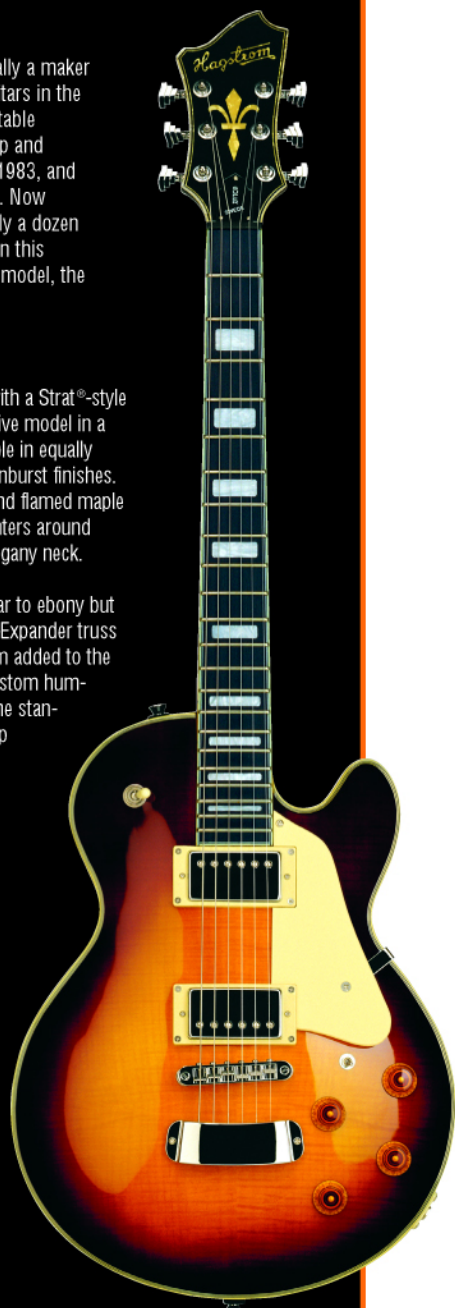 Hagstrom
ally a maker
tars in the
table
p and
1983, and
. Now
ly a dozen
n this
model, the
ith a Strat®-style
ive model in a
le in equally
nburst finishes.
nd flamed maple
nters around
gany neck.
ar to ebony but
Expander truss
m added to the
stom hum-
ne stan-
p